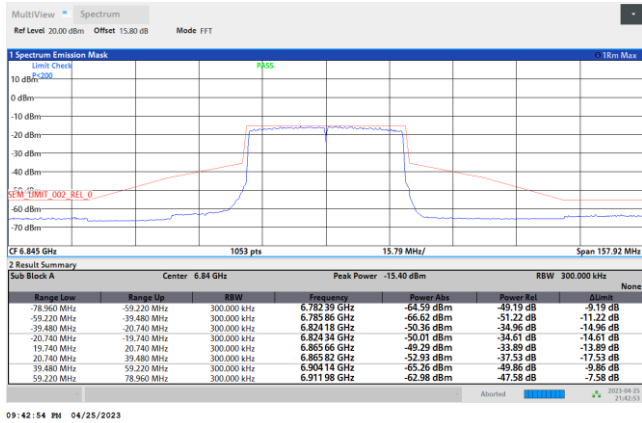 MultiView Spectrum
Ref Level 20.00 dBm Offset 15.80 dB Mode FFT
1 Spectrum Emission Mask 1Rm Max
Limit Check PASS
P<200
10 dBm
0 dBm
-10 dBm
-20 dBm
-30 dBm
-40 dBm
-50 dBm
SEM_LIMIT_002_REL_0
-60 dBm
-70 dBm
CF 6.845 GHz 1053 pts 15.79 MHz/ Span 157.92 MHz
2 Result Summary
Sub Block A Center 6.84 GHz Peak Power -15.40 dBm RBW 300.000 kHz
None
Range Low Range Up RBW Frequency Power Abs Power Rel ΔLimit
-78.960 MHz -59.220 MHz 300.000 kHz 6.782 39 GHz -64.59 dBm -49.19 dB -9.19 dB
-59.220 MHz -39.480 MHz 300.000 kHz 6.785 86 GHz -66.62 dBm -51.22 dB -11.22 dB
-39.480 MHz -20.740 MHz 300.000 kHz 6.824 18 GHz -50.36 dBm -34.96 dB -14.96 dB
-20.740 MHz -19.740 MHz 300.000 kHz 6.824 34 GHz -50.01 dBm -34.61 dB -14.61 dB
19.740 MHz 20.740 MHz 300.000 kHz 6.865 66 GHz -49.29 dBm -33.89 dB -13.89 dB
20.740 MHz 39.480 MHz 300.000 kHz 6.865 82 GHz -52.93 dBm -37.53 dB -17.53 dB
39.480 MHz 59.220 MHz 300.000 kHz 6.904 14 GHz -65.26 dBm -49.86 dB -9.86 dB
59.220 MHz 78.960 MHz 300.000 kHz 6.911 98 GHz -62.98 dBm -47.58 dB -7.58 dB
Aborted 2023-04-25
21:42:53
09:42:54 PM 04/25/2023